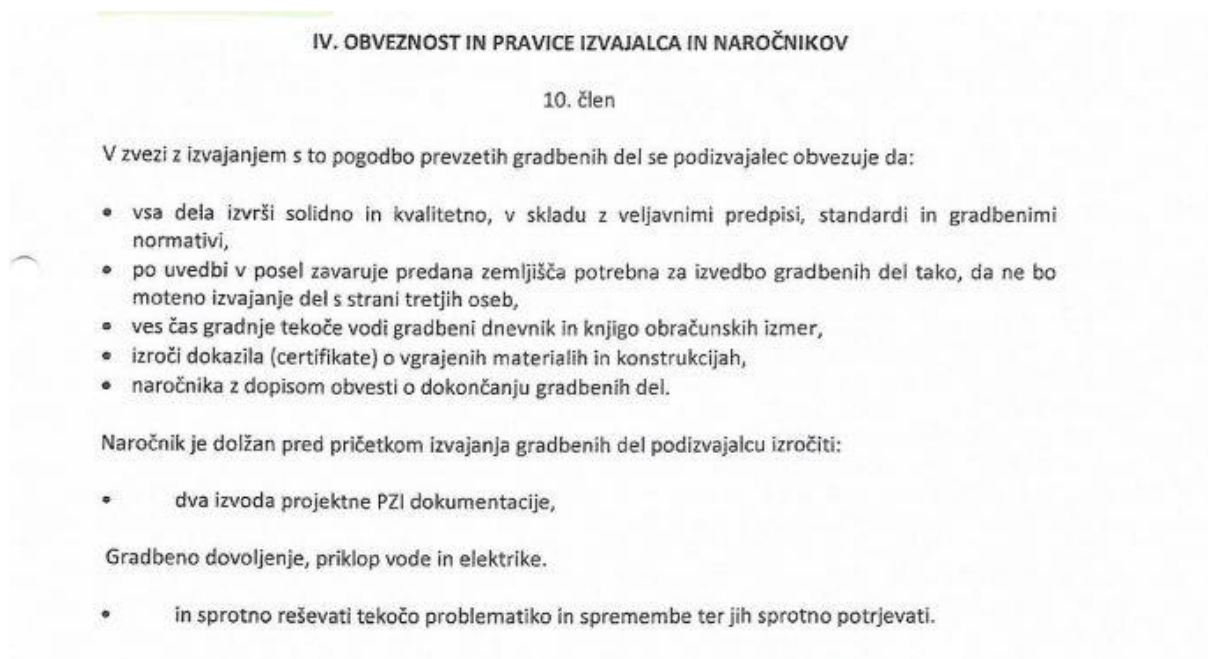 IV. OBVEZNOST IN PRAVICE IZVAJALCA IN NAROČNIKOV
10. člen
V zvezi z izvajanjem s to pogodbo prevzetih gradbenih del se podizvajalec obvezuje da:
• vsa dela izvrši solidno in kvalitetno, v skladu z veljavnimi predpisi, standardi in gradbenimi
normativi,
• po uvedbi v posel zavaruje predana zemljišča potrebna za izvedbo gradbenih del tako, da ne bo
moteno izvajanje del s strani tretjih oseb,
• ves čas gradnje tekoče vodi gradbeni dnevnik in knjigo obračunskih izmer,
• izroči dokazila (certifikate) o vgrajenih materialih in konstrukcijah,
• naročnika z dopisom obvesti o dokončanju gradbenih del.
Naročnik je dolžan pred pričetkom izvajanja gradbenih del podizvajalcu izročiti:
• dva izvoda projektne PZI dokumentacije,
Gradbeno dovoljenje, priklop vode in elektrike.
• in sprotno reševati tekočo problematiko in spremembe ter jih sprotno potrjevati.